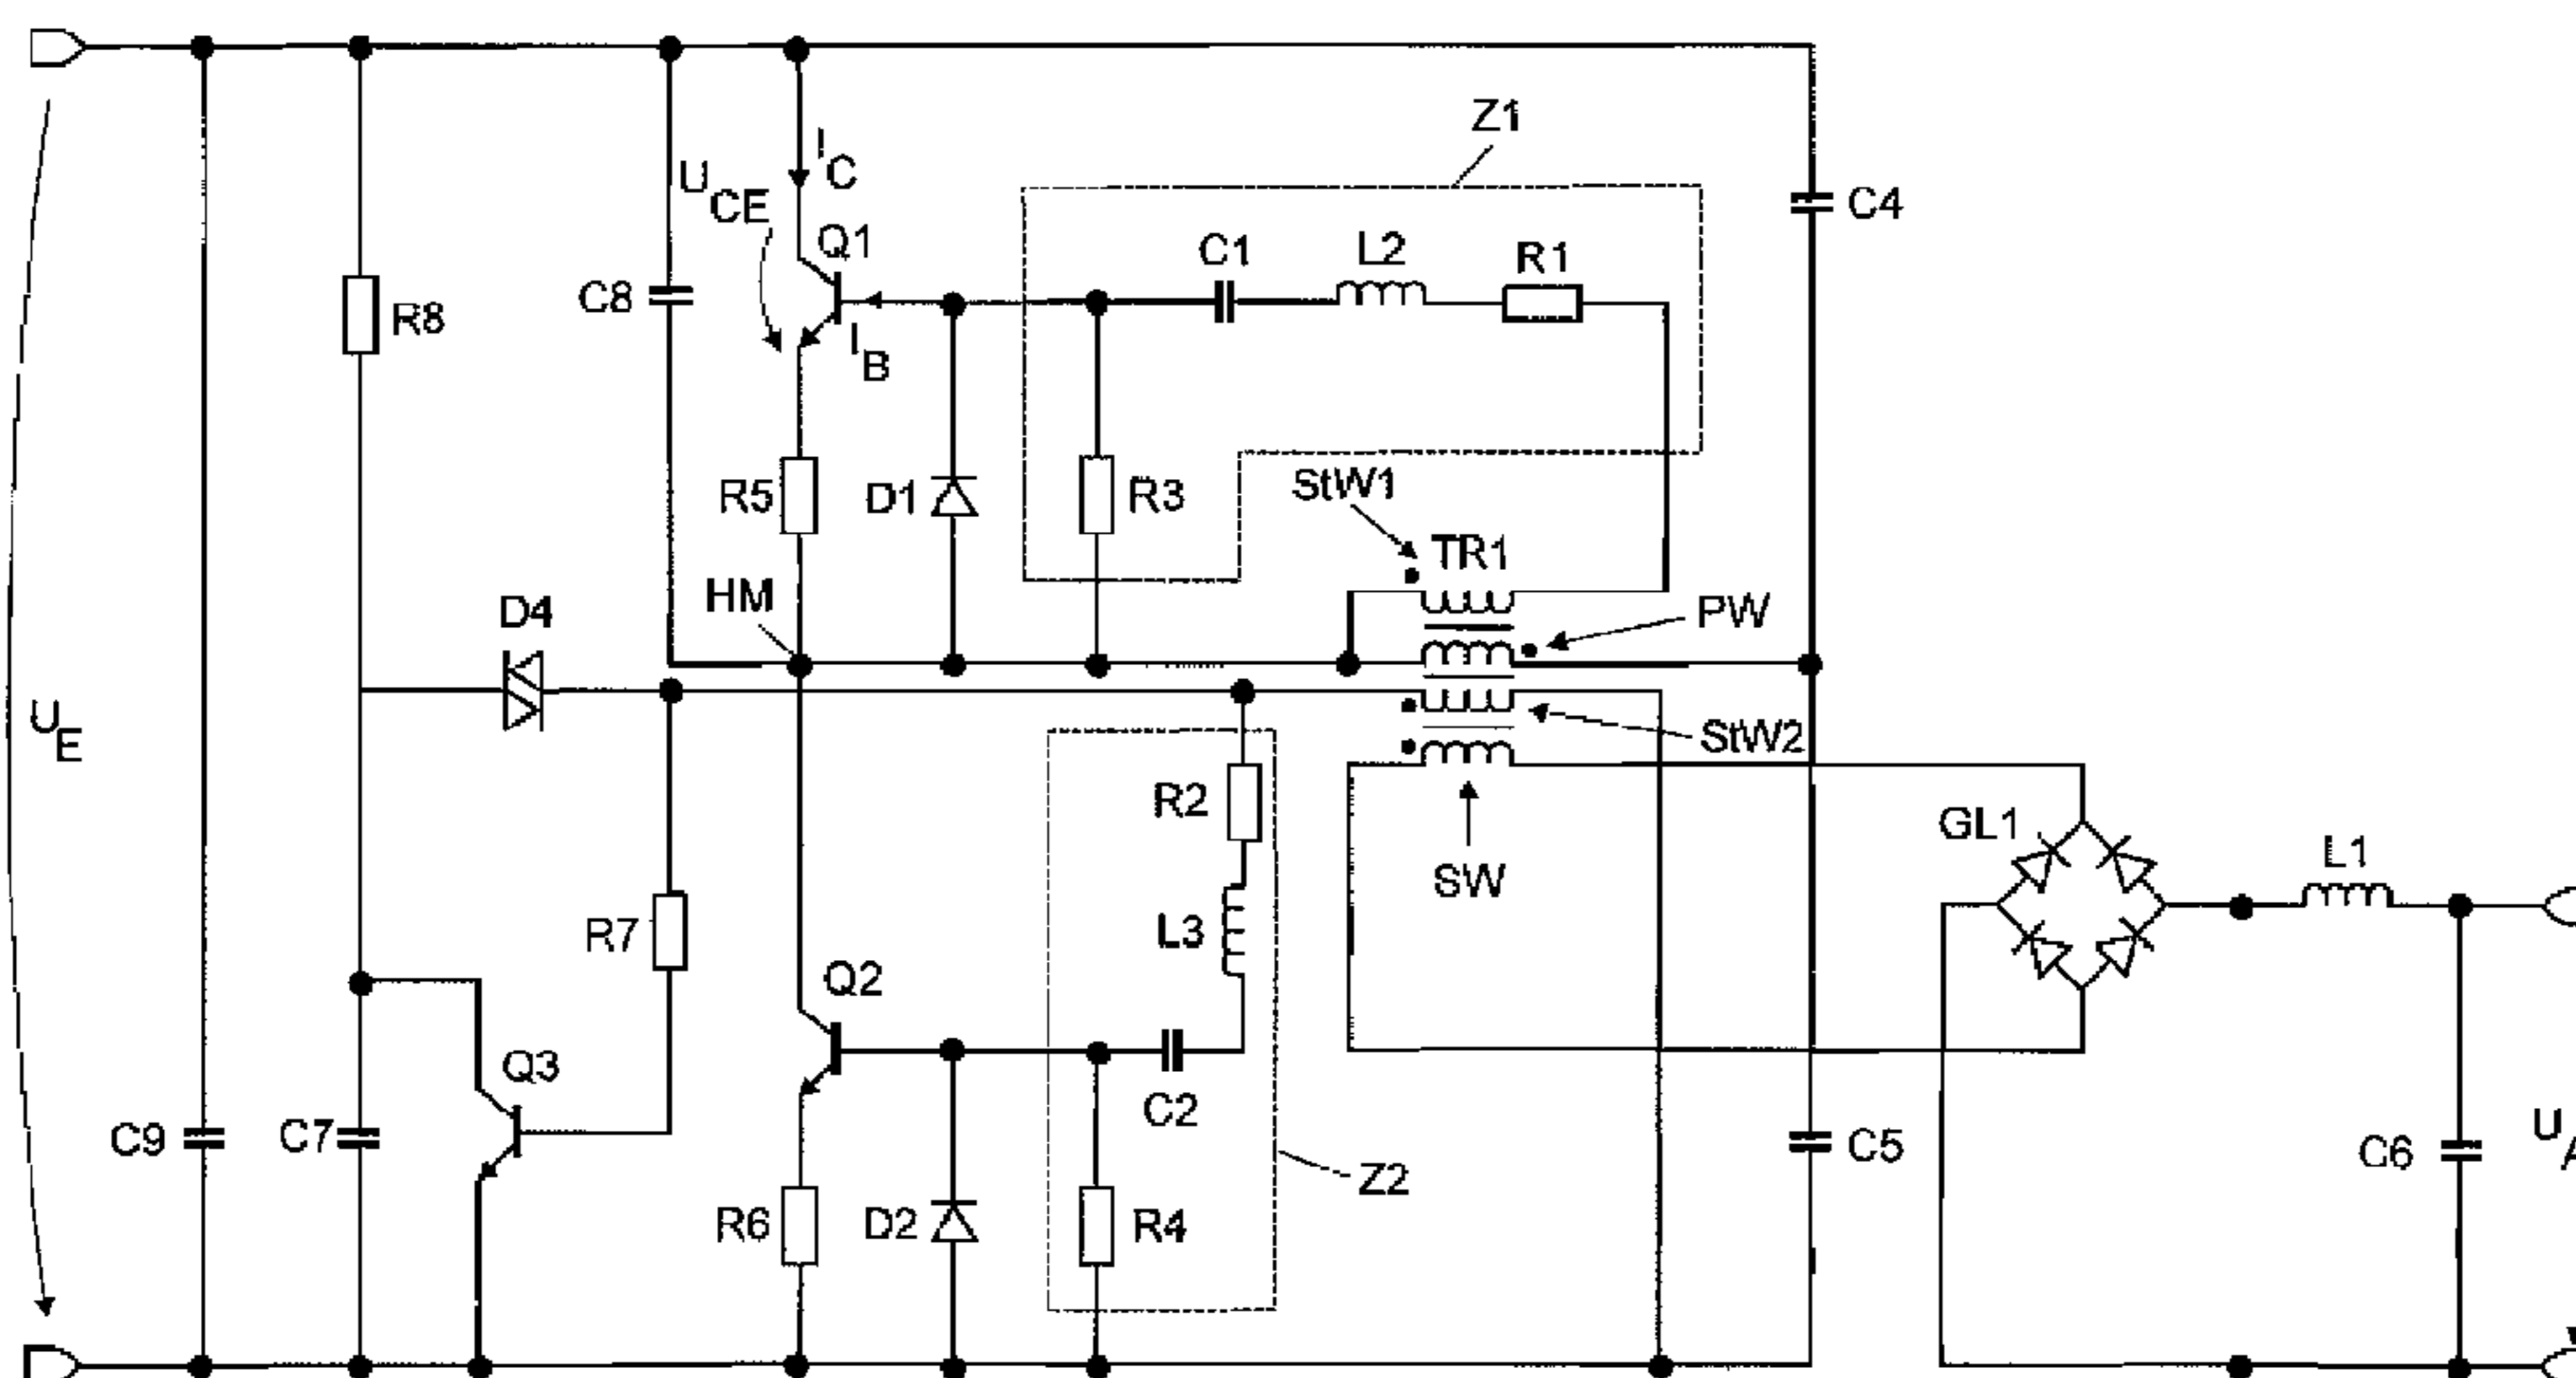 Z1
I C
U CE
C4
Q1
C1
L2
R1
C8
R8
I B
R5
D1
R3
StW1
TR1
HM
D4
PW
U E
StW2
R2
GL1
L1
SW
R7
L3
Q2
Q3
C2
C9
C7
C5
C6
U A
Z2
R6
D2
R4